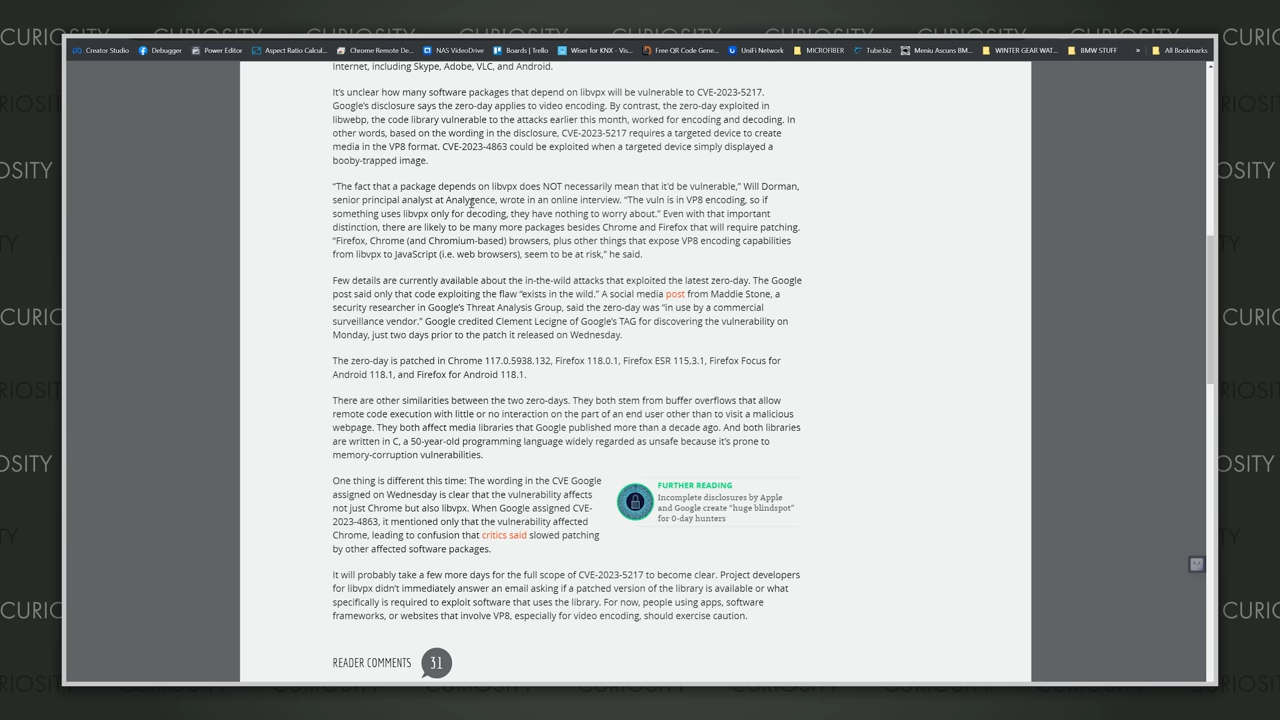 CURIOSITY CURIOSITY CURIOSITY CURIOSITY CURIOSITY
Creator Studio Debugger Power Editor Aspect Ratio Calcul... Chrome Remote De... NAS VideoDrive Boards | Trello Wiser for KNX - Vis... Free QR Code Gene... UniFi Network MICROFIBER Tube.biz Meniu Ascuns BM... WINTER GEAR WAT... BMW STUFF » All Bookmarks
Internet, including Skype, Adobe, VLC, and Android.
It's unclear how many software packages that depend on libvpx will be vulnerable to CVE-2023-5217.
Google's disclosure says the zero-day applies to video encoding. By contrast, the zero-day exploited in
libwebp, the code library vulnerable to the attacks earlier this month, worked for encoding and decoding. In
other words, based on the wording in the disclosure, CVE-2023-5217 requires a targeted device to create
media in the VP8 format. CVE-2023-4863 could be exploited when a targeted device simply displayed a
booby-trapped image.
“The fact that a package depends on libvpx does NOT necessarily mean that it'd be vulnerable,” Will Dorman,
senior principal analyst at Analygence, wrote in an online interview. “The vuln is in VP8 encoding, so if
something uses libvpx only for decoding, they have nothing to worry about.” Even with that important
distinction, there are likely to be many more packages besides Chrome and Firefox that will require patching.
“Firefox, Chrome (and Chromium-based) browsers, plus other things that expose VP8 encoding capabilities
from libvpx to JavaScript (i.e. web browsers), seem to be at risk,” he said.
Few details are currently available about the in-the-wild attacks that exploited the latest zero-day. The Google
post said only that code exploiting the flaw “exists in the wild.” A social media post from Maddie Stone, a
security researcher in Google's Threat Analysis Group, said the zero-day was “in use by a commercial
surveillance vendor.” Google credited Clement Lecigne of Google's TAG for discovering the vulnerability on
Monday, just two days prior to the patch it released on Wednesday.
The zero-day is patched in Chrome 117.0.5938.132, Firefox 118.0.1, Firefox ESR 115.3.1, Firefox Focus for
Android 118.1, and Firefox for Android 118.1.
There are other similarities between the two zero-days. They both stem from buffer overflows that allow
remote code execution with little or no interaction on the part of an end user other than to visit a malicious
webpage. They both affect media libraries that Google published more than a decade ago. And both libraries
are written in C, a 50-year-old programming language widely regarded as unsafe because it's prone to
memory-corruption vulnerabilities.
One thing is different this time: The wording in the CVE Google
assigned on Wednesday is clear that the vulnerability affects
not just Chrome but also libvpx. When Google assigned CVE-
2023-4863, it mentioned only that the vulnerability affected
Chrome, leading to confusion that critics said slowed patching
by other affected software packages.
FURTHER READING
Incomplete disclosures by Apple
and Google create “huge blindspot”
for 0-day hunters
It will probably take a few more days for the full scope of CVE-2023-5217 to become clear. Project developers
for libvpx didn't immediately answer an email asking if a patched version of the library is available or what
specifically is required to exploit software that uses the library. For now, people using apps, software
frameworks, or websites that involve VP8, especially for video encoding, should exercise caution.
READER COMMENTS 31